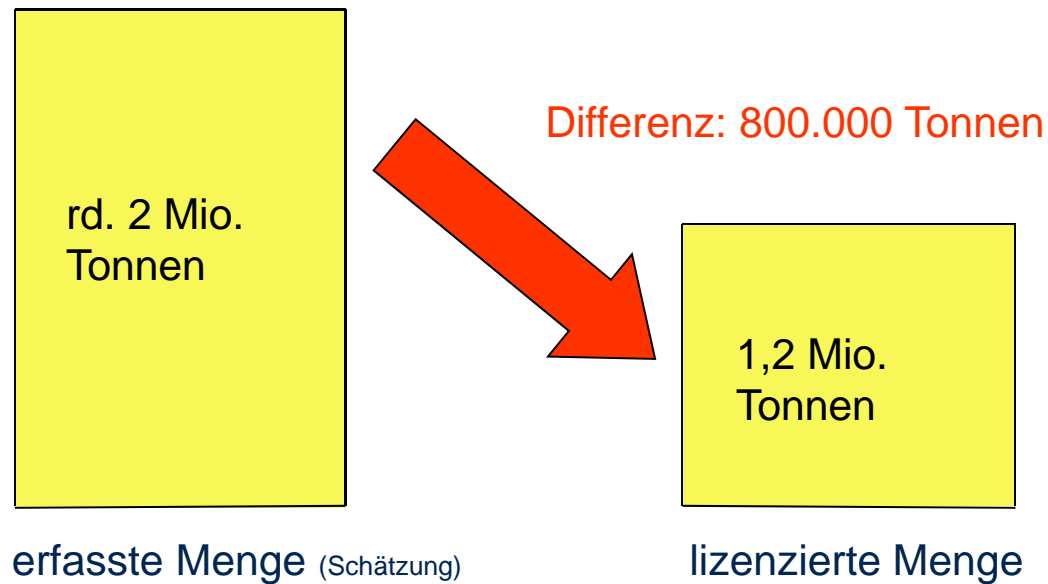 Differenz: 800.000 Tonnen
rd. 2 Mio.
Tonnen
1,2 Mio.
Tonnen
erfasste Menge (Schätzung)
lizenzierte Menge